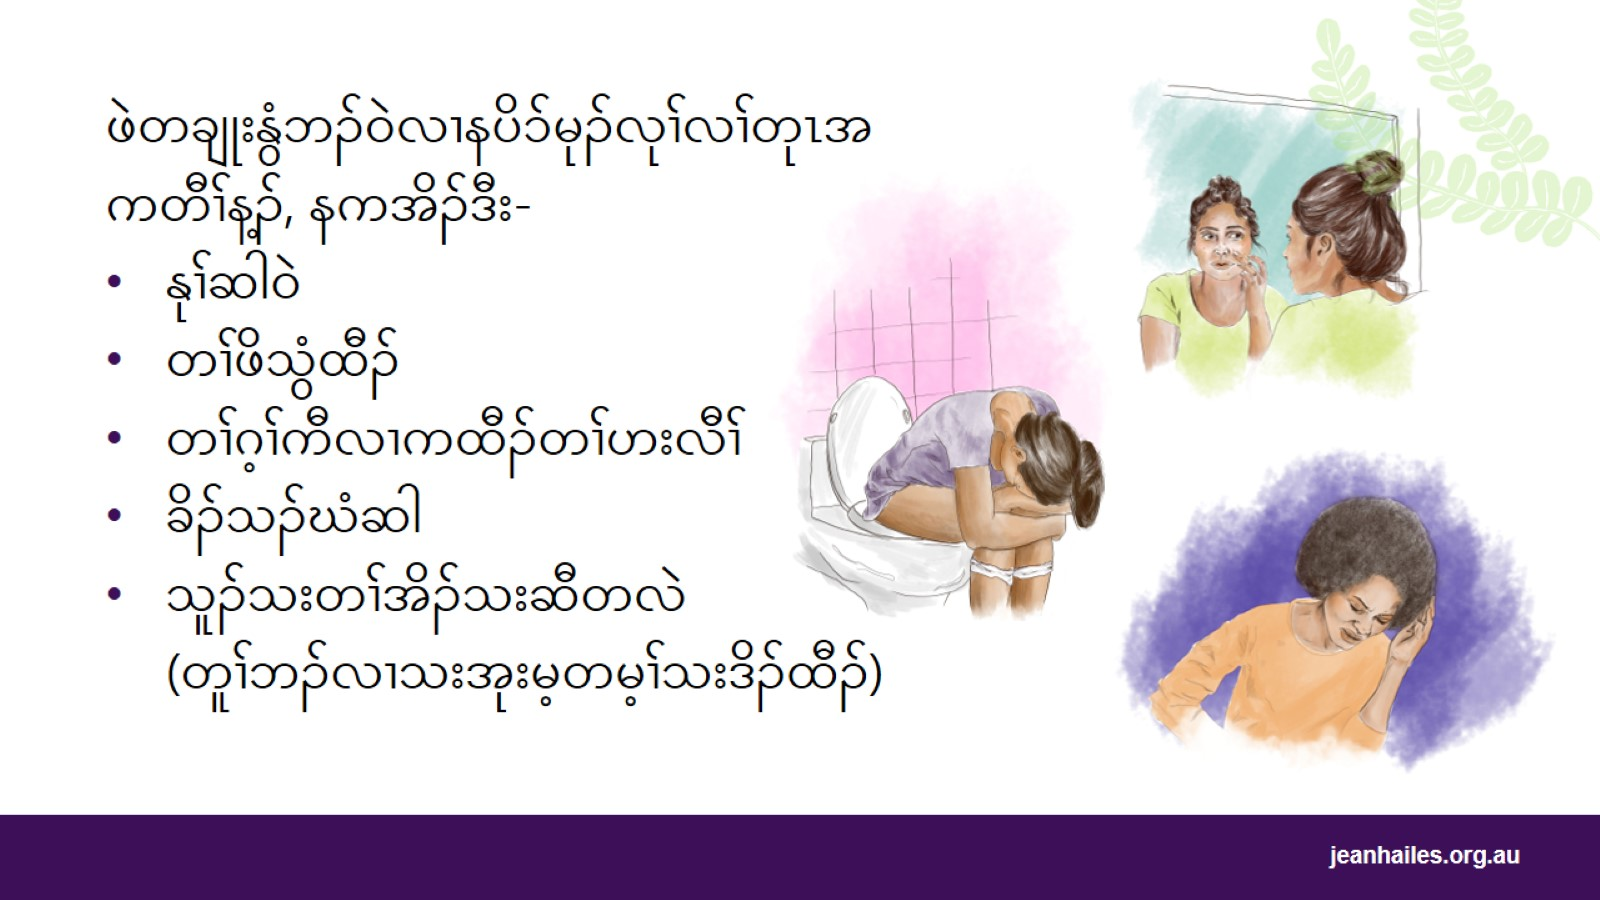 ဖဲတချုးနွံဘၣ်ဝဲလၢနပိာ်မုၣ်လုၢ်လၢ်တုၤအ
ကတီၢ်န့ၣ်, နကအိၣ်ဒီး-
• နုၢ်ဆါဝဲ
• တၢ်ဖိသွံထီၣ်
• တၢ်ဂ့ၢ်ကီလၢကထီၣ်တၢ်ဟးလီၢ်
• ခိၣ်သၣ်ဃံဆါ
• သူၣ်သးတၢ်အိၣ်သးဆီတလဲ
(တူၢ်ဘၣ်လၢသးအုးမ့တမ့ၢ်သးဒိၣ်ထီၣ်)
jeanhailes.org.au